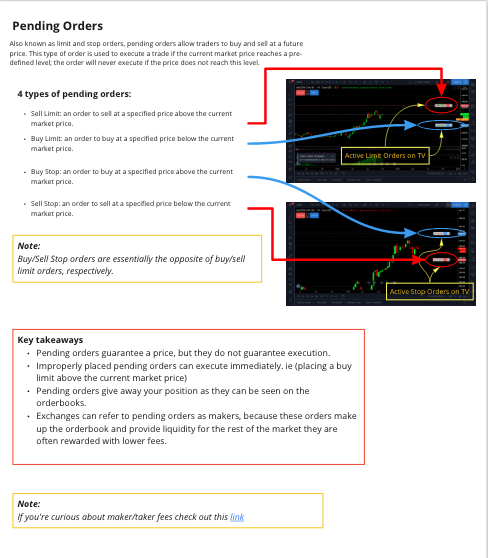 Pending Orders
Also known as limit and stop orders, pending orders allow traders to buy and sell at a future
price. This type of order is used to execute a trade if the current market price reaches a pre-
defined level; the order will never execute if the price does not reach this level.
4 types of pending orders:
• Sell Limit: an order to sell at a specified price above the current
market price.
• Buy Limit: an order to buy at a specified price below the current
market price.
• Buy Stop: an order to buy at a specified price above the current
market price.
• Sell Stop: an order to sell at a specified price below the current
market price.
Active Limit Orders on TV
Active Stop Orders on TV
Note:
Buy/Sell Stop orders are essentially the opposite of buy/sell
limit orders, respectively.
Key takeaways
• Pending orders guarantee a price, but they do not guarantee execution.
• Improperly placed pending orders can execute immediately. ie (placing a buy
limit above the current market price)
• Pending orders give away your position as they can be seen on the
orderbooks.
• Exchanges can refer to pending orders as makers, because these orders make
up the orderbook and provide liquidity for the rest of the market they are
often rewarded with lower fees.
Note:
If you're curious about maker/taker fees check out this link